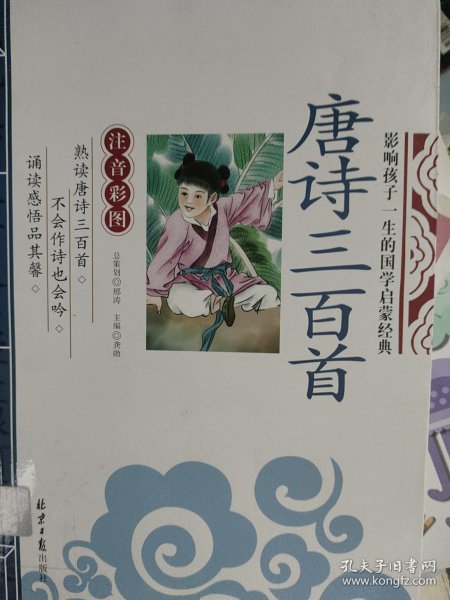 影响孩子一生的国学启蒙经典
唐诗三百首
注音彩图
总策划◎邢涛 主编◎龚勋
熟读唐诗三百首◇
不会作诗也会吟◇
诵读感悟品其馨◇
北京日报出版社
孔夫子旧书网
www.kongfz.com